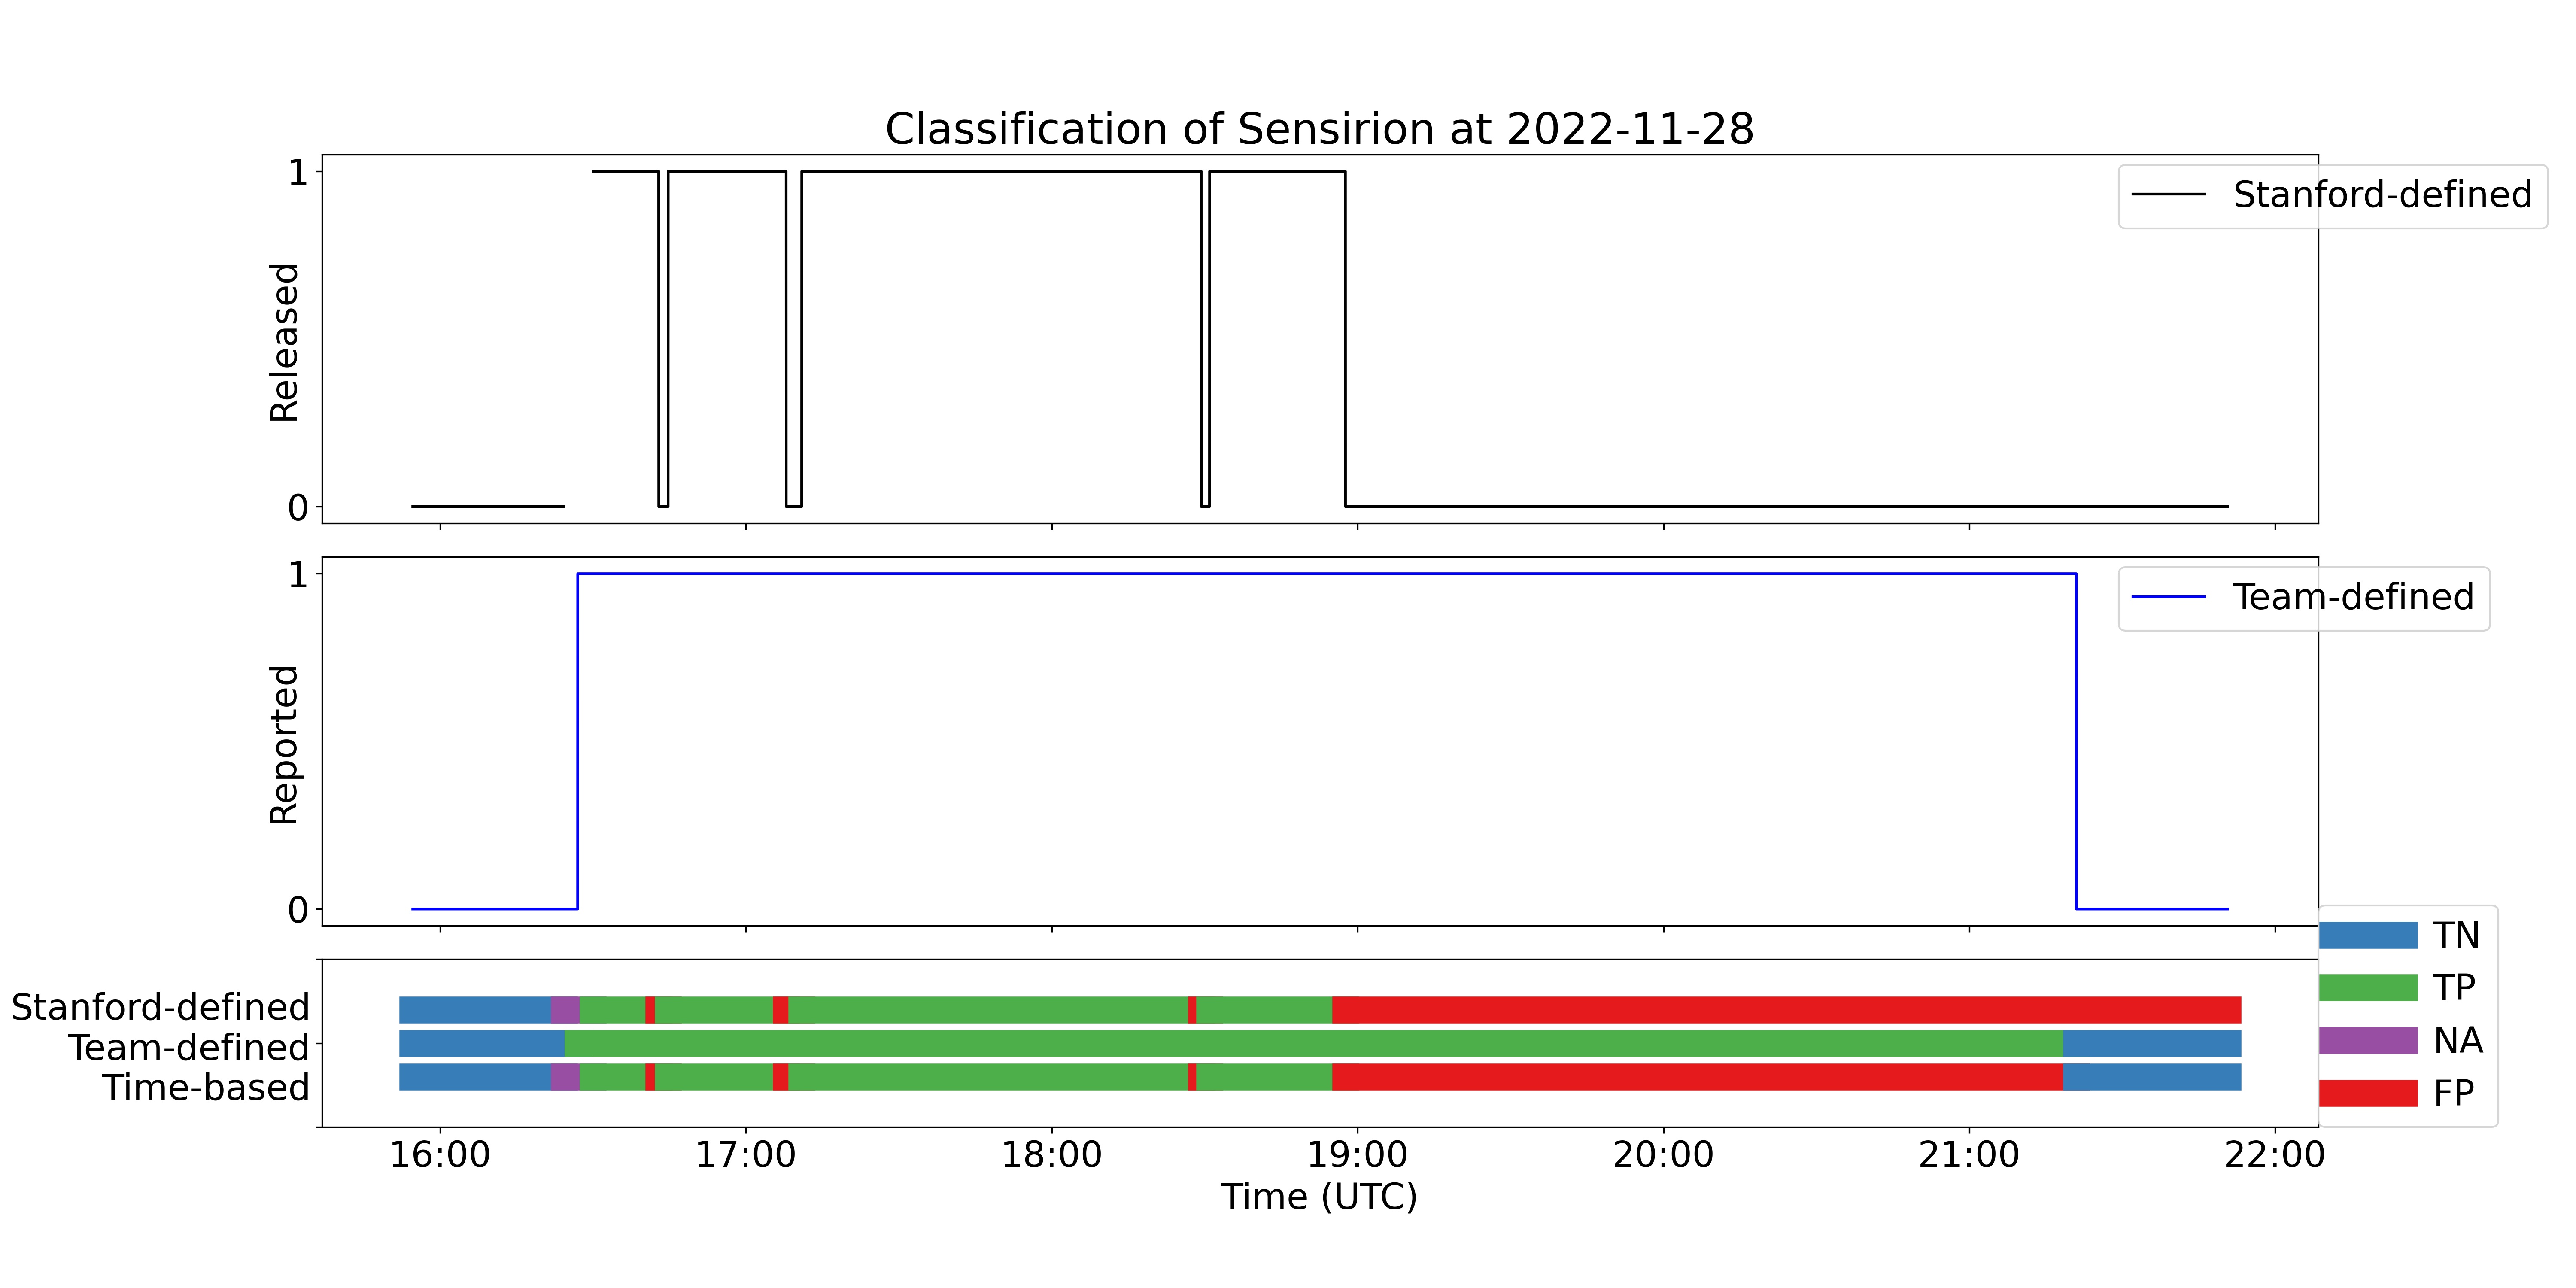 Classification of Sensirion at 2022-11-28
1
Stanford-defined
Released
0
1
Team-defined
Reported
0
TN
TP
NA
FP
Stanford-defined
Team-defined
Time-based
16:00 17:00 18:00 19:00 20:00 21:00 22:00
Time (UTC)